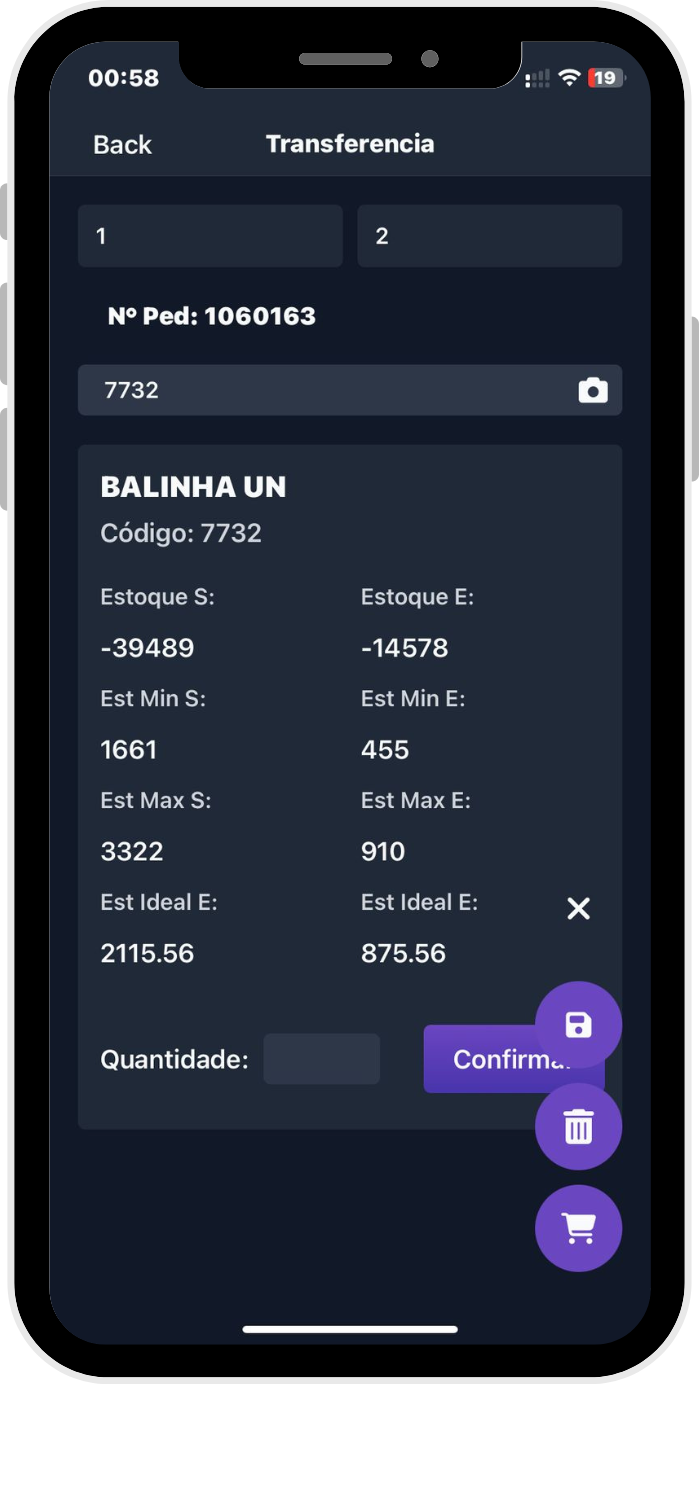 00:58 19
Back Transferencia
1 2
Nº Ped: 1060163
7732
BALINHA UN
Código: 7732
Estoque S: Estoque E:
-39489 -14578
Est Min S: Est Min E:
1661 455
Est Max S: Est Max E:
3322 910
Est Ideal E: Est Ideal E:
2115.56 875.56
Quantidade: Confirma